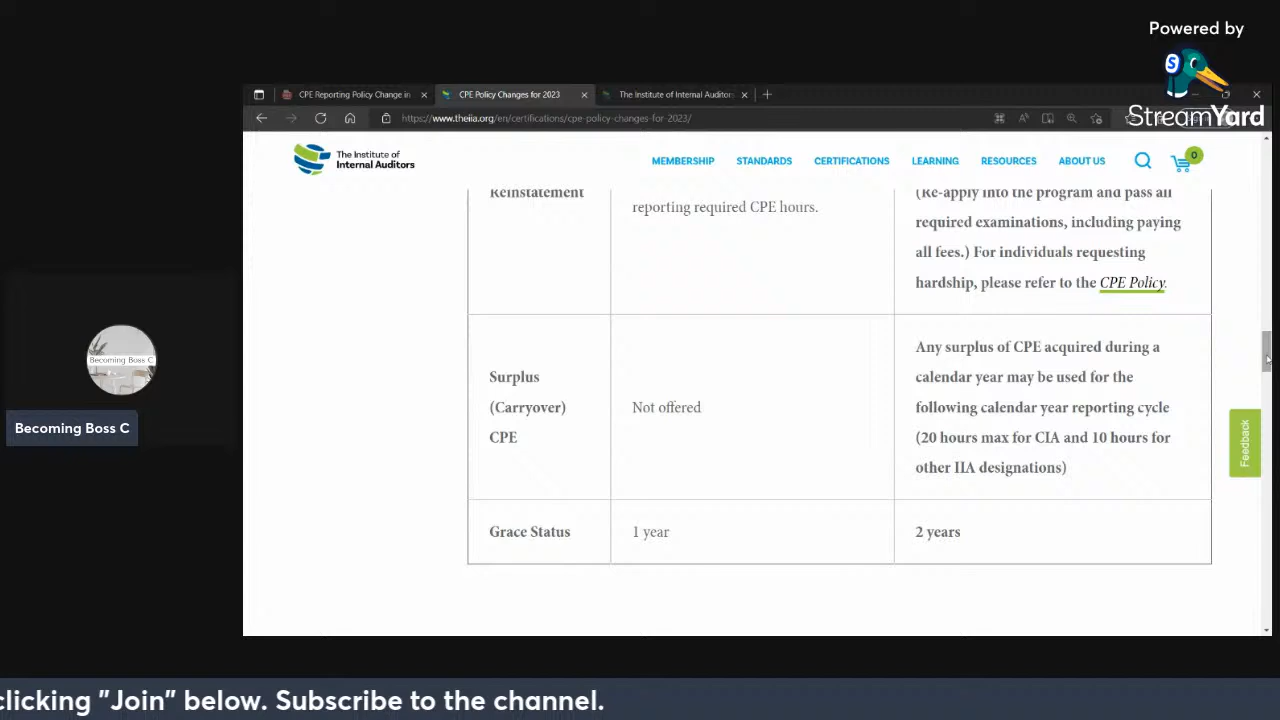 Powered by
StreamYard
CPE Reporting Policy Change in
CPE Policy Changes for 2023
The Institute of Internal Auditor
https://www.theiia.org/en/certifications/cpe-policy-changes-for-2023/
The Institute of
Internal Auditors
MEMBERSHIP
STANDARDS
CERTIFICATIONS
LEARNING
RESOURCES
ABOUT US
0
Reinstatement
reporting required CPE hours.
(Re-apply into the program and pass all
required examinations, including paying
all fees.) For individuals requesting
hardship, please refer to the CPE Policy.
Surplus
(Carryover)
CPE
Not offered
Any surplus of CPE acquired during a
calendar year may be used for the
following calendar year reporting cycle
(20 hours max for CIA and 10 hours for
other IIA designations)
Grace Status
1 year
2 years
Feedback
Becoming Boss C
Becoming Boss C
clicking "Join" below. Subscribe to the channel.